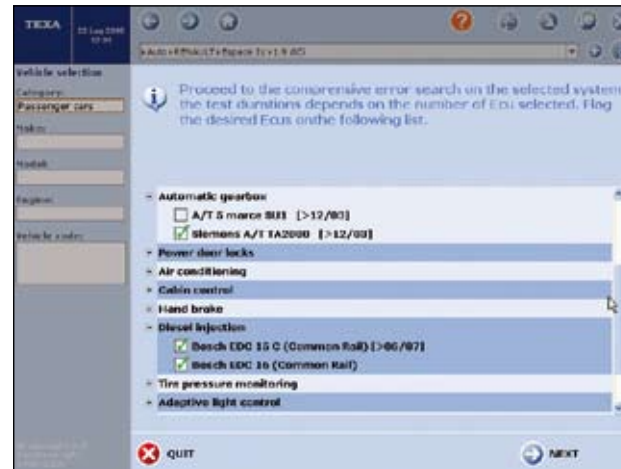 TEXA
Auto RENAULT Espace
Vehicle selection
Category:
Passenger cars
Make:
Model:
Engine:
Vehicle code:
Proceed to the comprensive error search on the selected system
the test durations depends on the number of Ecu selected. Flag
the desired Ecus onthe following list.
Automatic gearbox
A/T 5 marce SU1 [>12/03]
Siemens A/T TA2000 [>12/03]
Power door locks
Air conditioning
Cabin control
Hand brake
Diesel injection
Bosch EDC 15 C (Common Rail) [>06/07]
Bosch EDC 16 (Common Rail)
Tire pressure monitoring
Adaptive light control
QUIT
NEXT